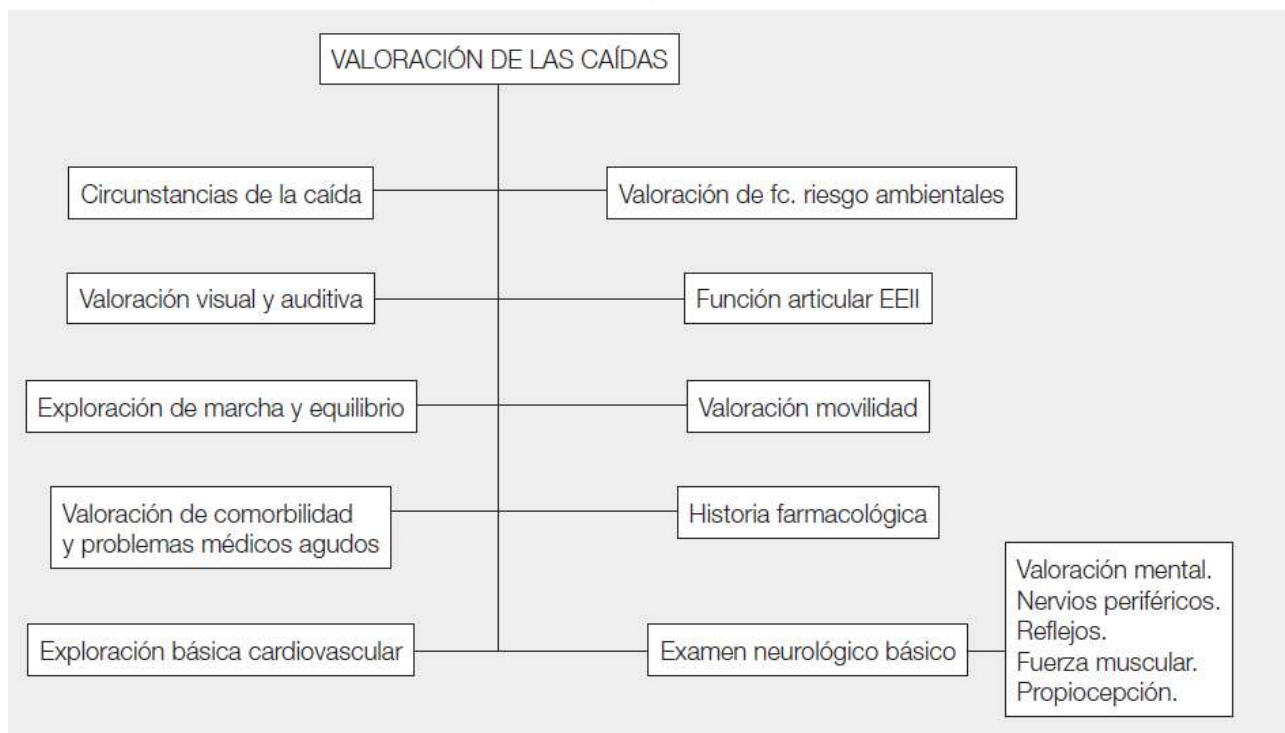 VALORACIÓN DE LAS CAÍDAS
Circunstancias de la caída
Valoración de fc. riesgo ambientales
Valoración visual y auditiva
Función articular EEII
Exploración de marcha y equilibrio
Valoración movilidad
Valoración de comorbilidad
y problemas médicos agudos
Historia farmacológica
Exploración básica cardiovascular
Examen neurológico básico
Valoración mental.
Nervios periféricos.
Reflejos.
Fuerza muscular.
Propiocepción.